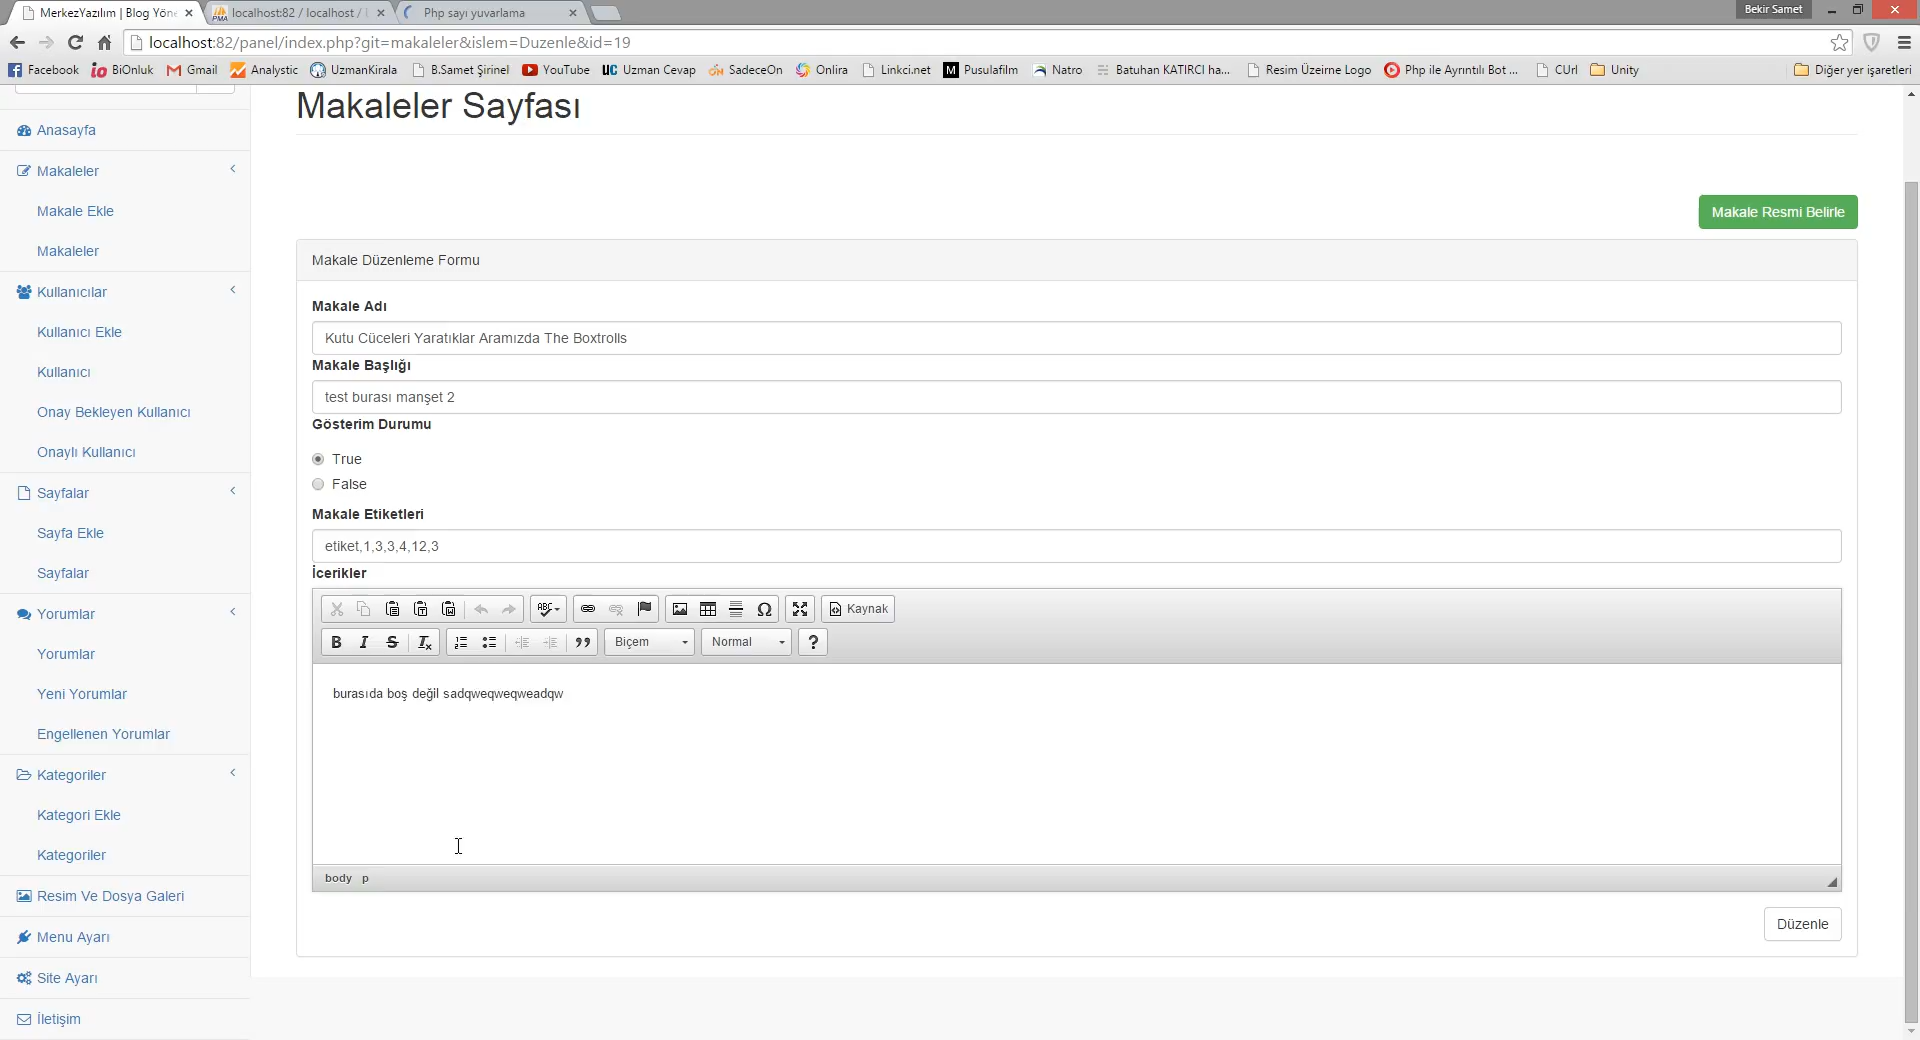 MerkezYazılım | Blog Yöne
localhost:82 / localhost /
Php sayı yuvarlama
Bekir Samet
localhost:82/panel/index.php?git=makaleler&islem=Duzenle&id=19
Facebook
BiOnluk
Gmail
Analystic
UzmanKirala
B.Samet Şirinel
YouTube
Uzman Cevap
SadeceOn
Onlira
Linkci.net
Pusulafilm
Natro
Batuhan KATIRCI ha...
Resim Üzeirne Logo
Php ile Ayrıntılı Bot ...
CUrl
Unity
Diğer yer işaretleri
Makaleler Sayfası
Anasayfa
Makaleler
Makale Ekle
Makaleler
Kullanıcılar
Kullanıcı Ekle
Kullanıcı
Onay Bekleyen Kullanıcı
Onaylı Kullanıcı
Sayfalar
Sayfa Ekle
Sayfalar
Yorumlar
Yorumlar
Yeni Yorumlar
Engellenen Yorumlar
Kategoriler
Kategori Ekle
Kategoriler
Resim Ve Dosya Galeri
Menu Ayarı
Site Ayarı
İletişim
Makale Resmi Belirle
Makale Düzenleme Formu
Makale Adı
Kutu Cüceleri Yaratıklar Aramızda The Boxtrolls
Makale Başlığı
test burası manşet 2
Gösterim Durumu
True
False
Makale Etiketleri
etiket,1,3,3,4,12,3
İcerikler
Kaynak
B I S Tx
Biçem
Normal
?
burasıda boş değil sadqweqweqweadqw
body p
Düzenle